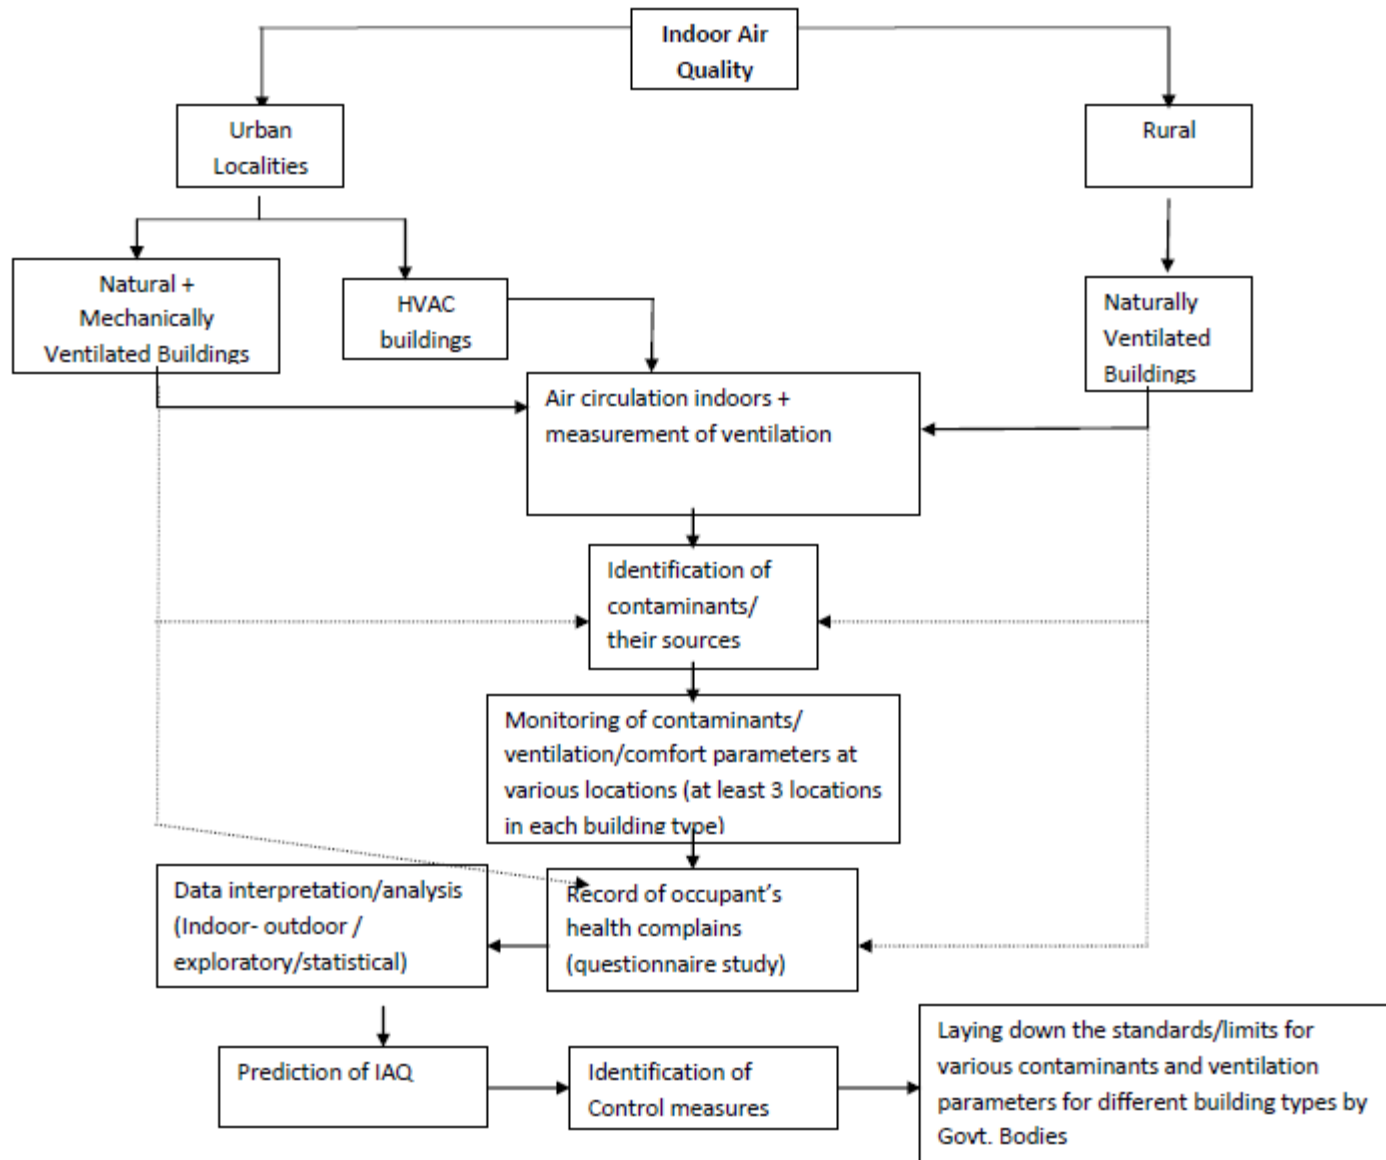 Indoor Air
Quality
Urban
Localities
Rural
Natural +
Mechanically
Ventilated Buildings
HVAC
buildings
Naturally
Ventilated
Buildings
Air circulation indoors +
measurement of ventilation
Identification of
contaminants/
their sources
Monitoring of contaminants/
ventilation/comfort parameters at
various locations (at least 3 locations
in each building type)
Record of occupant’s
health complains
(questionnaire study)
Data interpretation/analysis
(Indoor- outdoor /
exploratory/statistical)
Prediction of IAQ
Identification of
Control measures
Laying down the standards/limits for
various contaminants and ventilation
parameters for different building types by
Govt. Bodies